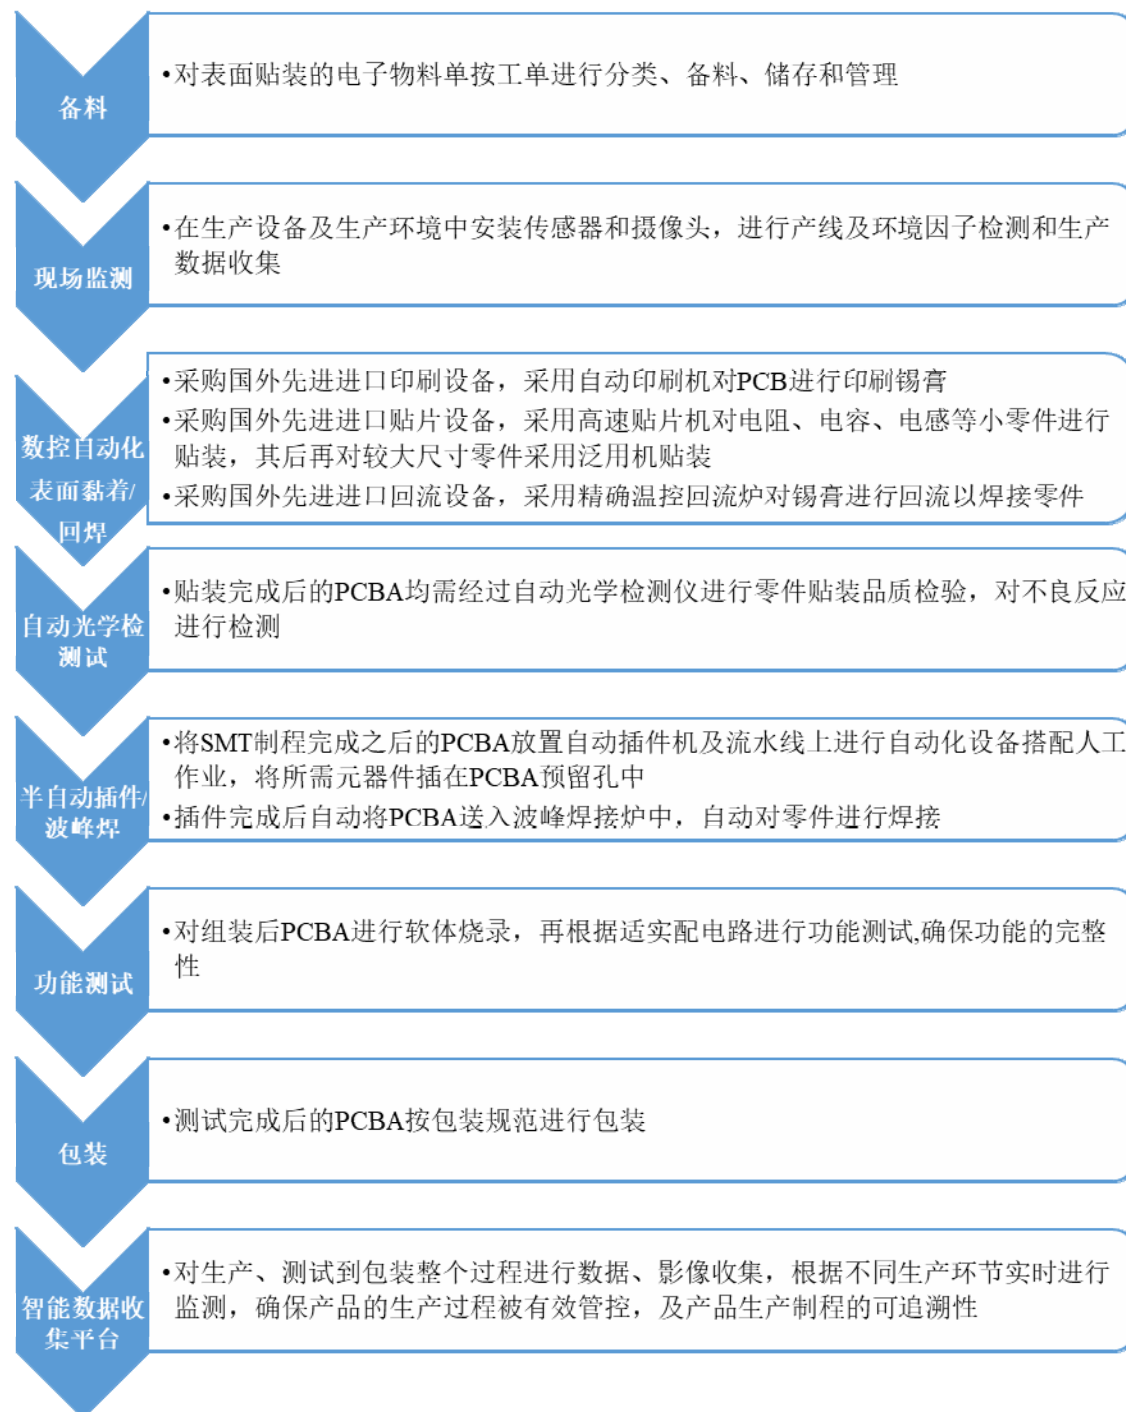 备料
•对表面贴装的电子物料单按工单进行分类、备料、储存和管理
现场监测
•在生产设备及生产环境中安装传感器和摄像头，进行产线及环境因子检测和生产
数据收集
数控自动化
表面黏着/
回焊
•采购国外先进进口印刷设备，采用自动印刷机对PCB进行印刷锡膏
•采购国外先进进口贴片设备，采用高速贴片机对电阻、电容、电感等小零件进行
贴装，其后再对较大尺寸零件采用泛用机贴装
•采购国外先进进口回流设备，采用精确温控回流炉对锡膏进行回流以焊接零件
自动光学检
测试
•贴装完成后的PCBA均需经过自动光学检测仪进行零件贴装品质检验，对不良反应
进行检测
半自动插件/
波峰焊
•将SMT制程完成之后的PCBA放置自动插件机及流水线上进行自动化设备搭配人工
作业，将所需元器件插在PCBA预留孔中
•插件完成后自动将PCBA送入波峰焊接炉中，自动对零件进行焊接
功能测试
•对组装后PCBA进行软体烧录，再根据适实配电路进行功能测试,确保功能的完整
性
包装
•测试完成后的PCBA按包装规范进行包装
智能数据收
集平台
•对生产、测试到包装整个过程进行数据、影像收集，根据不同生产环节实时进行
监测，确保产品的生产过程被有效管控，及产品生产制程的可追溯性